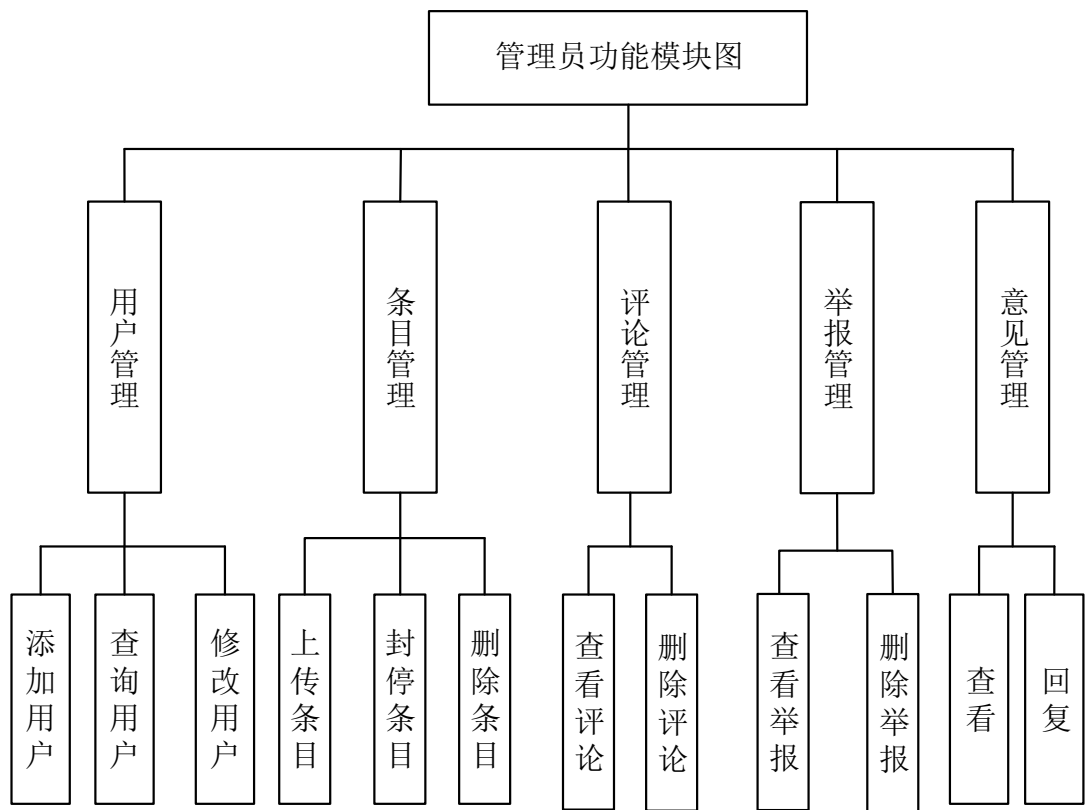 管理员功能模块图
用户管理
条目管理
评论管理
举报管理
意见管理
添加用户
查询用户
修改用户
上传条目
封停条目
删除条目
查看评论
删除评论
查看举报
删除举报
查看
回复